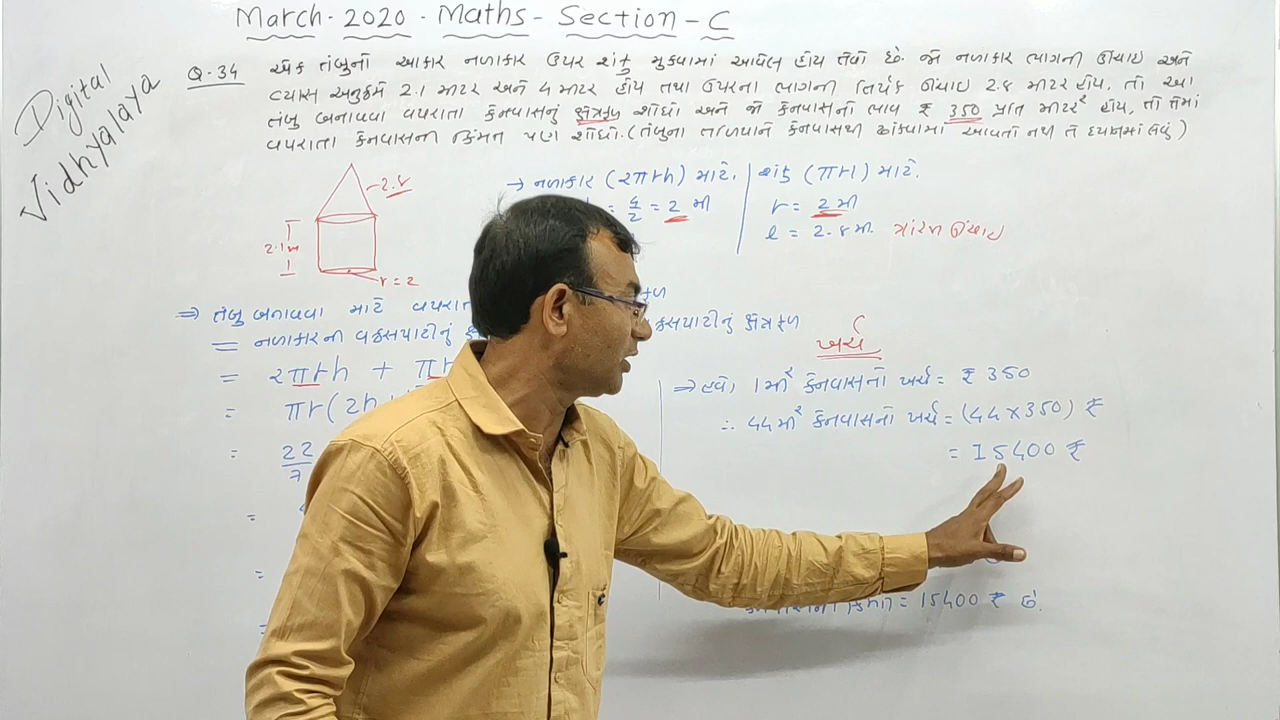 March - 2020 - Maths - Section - C
Digital
Vidhyalaya
Q-34 એક તંબુનો આકાર નળાકાર ઉપર શંકુ મુકવામાં આવેલ હોય તેવો છે. જો નળાકાર ભાગની ઊંચાઇ અને
વ્યાસ અનુક્રમે 2.1 મીટર અને 4 મીટર હોય તથા ઉપરના ભાગની તિર્યક ઊંચાઇ 2.8 મીટર હોય, તો આ
તંબુ બનાવવા વપરાતા કેનવાસનું ક્ષેત્રફળ શોધો અને જો કેનવાસનો ભાવ ₹ 350 પ્રતિ મીટર² હોય, તો તેમાં
વપરાતા કેનવાસની કિંમત પણ શોધો. (તંબુના તળિયાને કેનવાસથી ઢાંકવામાં આવતો નથી તે ધ્યાનમાં લેવું)
2.8
2.1 મી
r = 2
→ નળાકાર (2πrh) માટે.
= 4/2 = 2 મી
શંકુ (πrl) માટે.
r = 2 મી
l = 2.8 મી. ત્રાંસી ઊંચાઇ
⇒ તંબુ બનાવવા માટે
= નળાકારની વક્રસપાટીનું
ક્ષેત્રફળ
= 2πrh +
= πr(2h
= 22/7
=
=
ખર્ચ
⇒ હવે, 1 મી² કેનવાસનો ખર્ચ = ₹ 350
∴ 44 મી² કેનવાસનો ખર્ચ = (44 × 350) ₹
= 15400 ₹
કિંમત = 15400 ₹ છે.